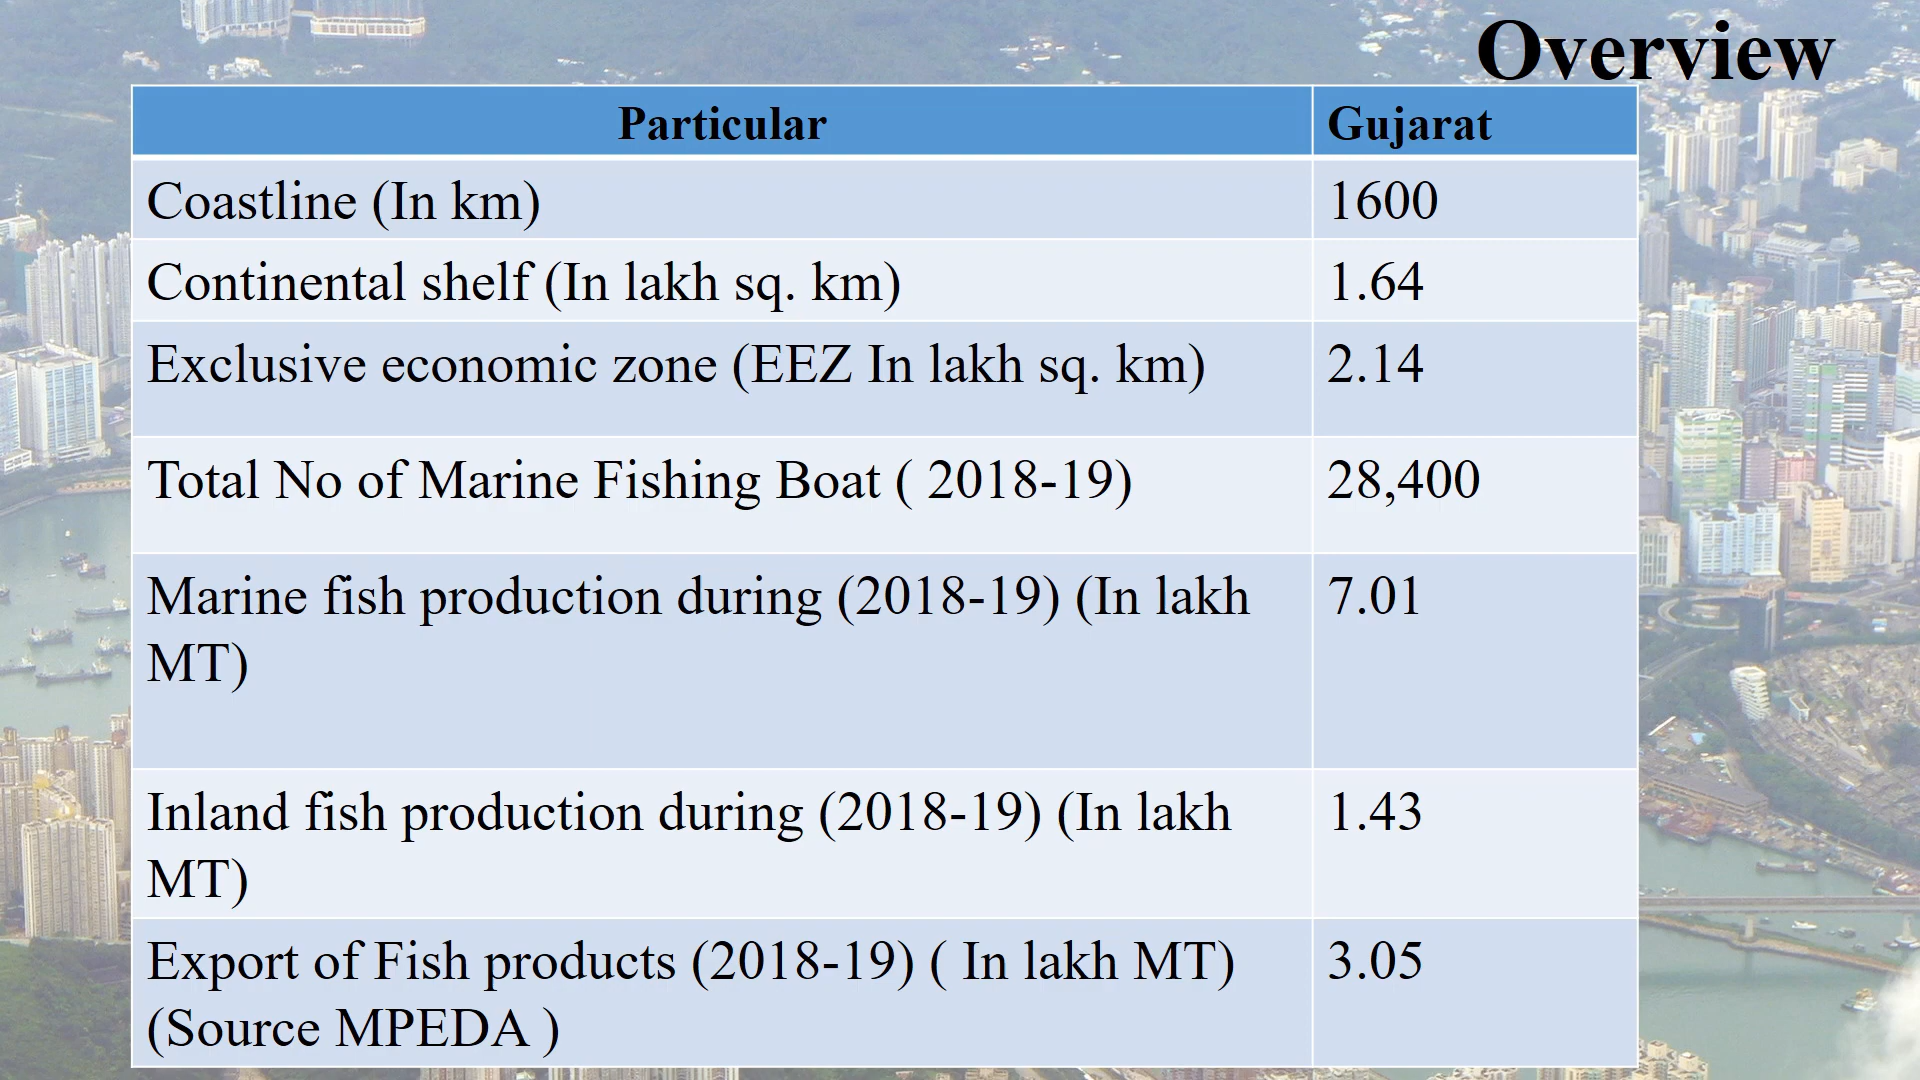 Overview
Particular Gujarat
Coastline (In km) 1600
Continental shelf (In lakh sq. km) 1.64
Exclusive economic zone (EEZ In lakh sq. km) 2.14
Total No of Marine Fishing Boat ( 2018-19) 28,400
Marine fish production during (2018-19) (In lakh 7.01
MT)
Inland fish production during (2018-19) (In lakh 1.43
MT)
Export of Fish products (2018-19) ( In lakh MT) 3.05
(Source MPEDA )